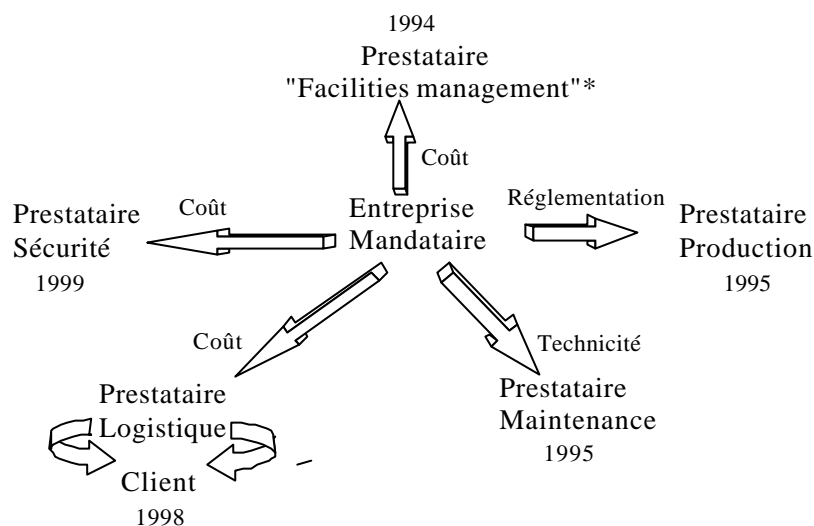 1994
Prestataire
"Facilities management"*
Coût
Réglementation
Entreprise
Mandataire
Coût
Prestataire
Sécurité
1999
Prestataire
Production
1995
Coût
Technicité
Prestataire
Logistique
Client
1998
Prestataire
Maintenance
1995